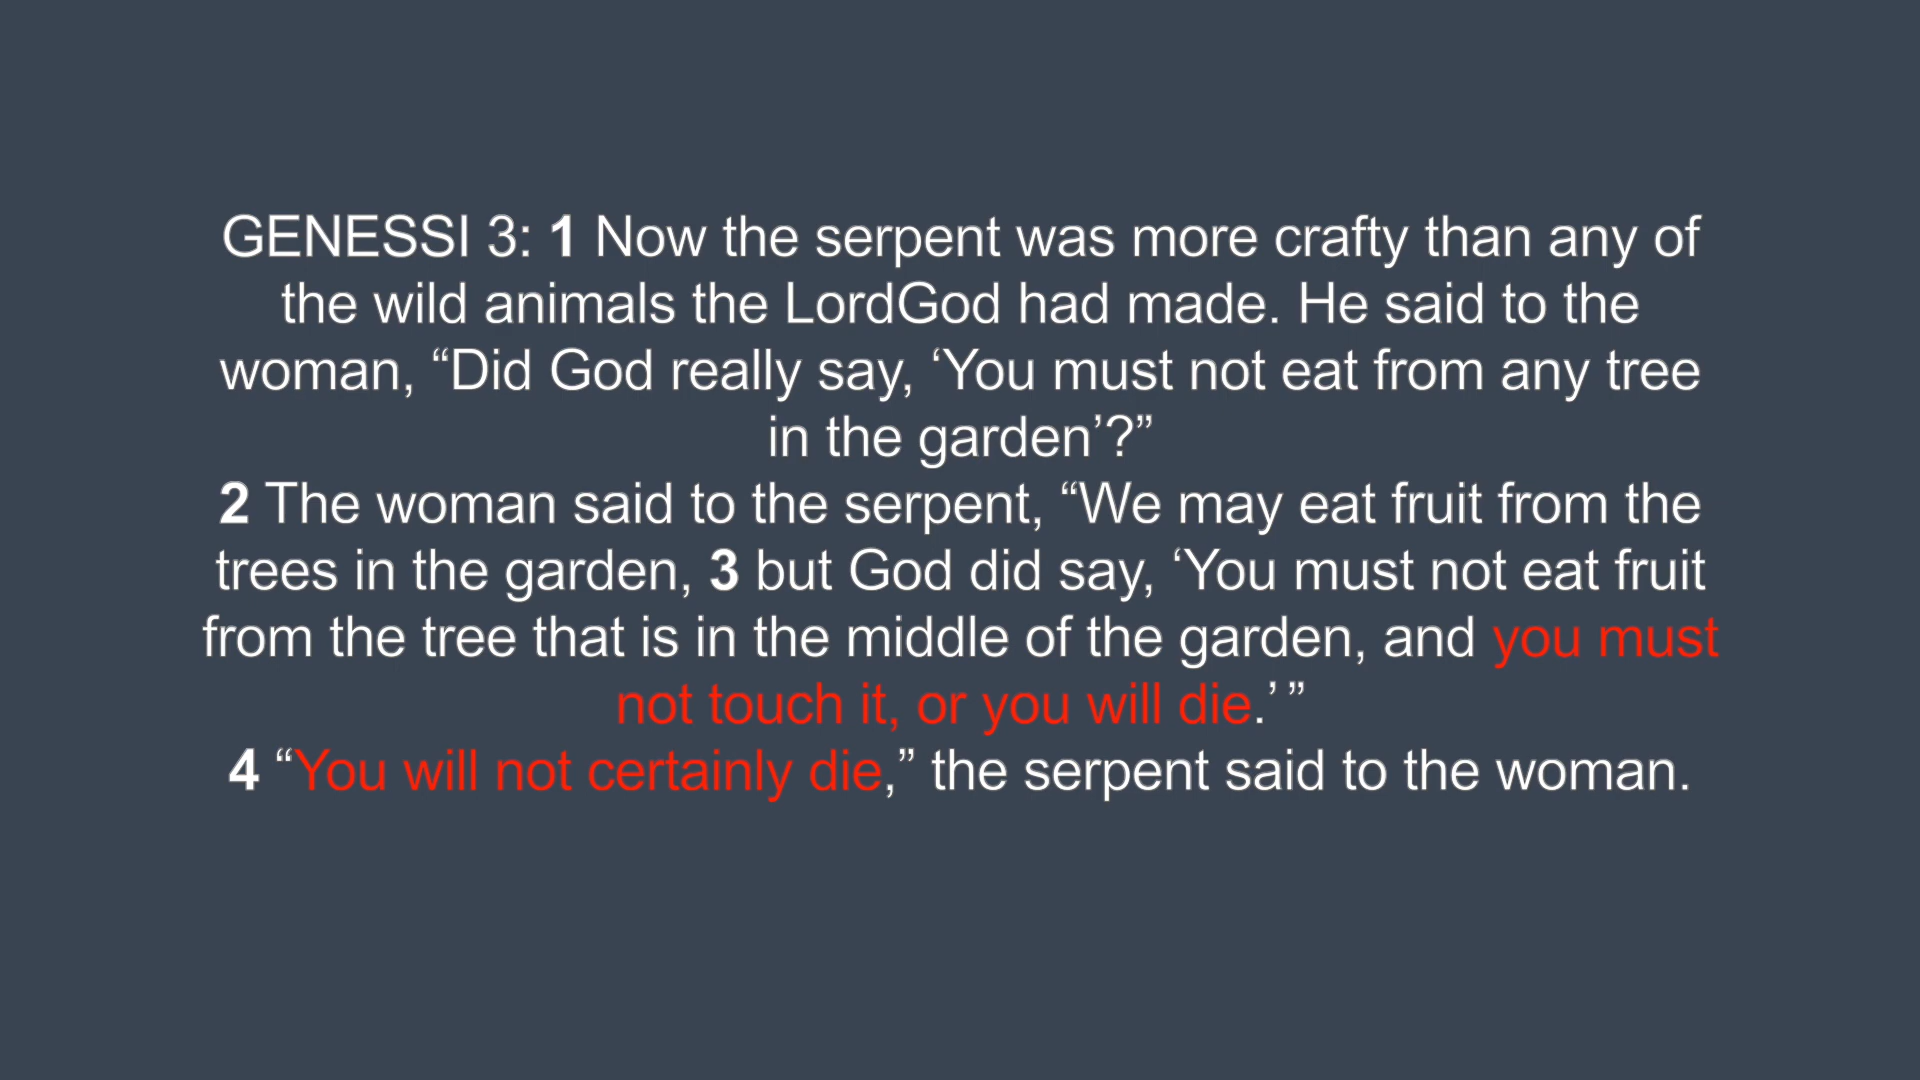 GENESSI 3: 1 Now the serpent was more crafty than any of
the wild animals the LordGod had made. He said to the
woman, “Did God really say, ‘You must not eat from any tree
in the garden’?”
2 The woman said to the serpent, “We may eat fruit from the
trees in the garden, 3 but God did say, ‘You must not eat fruit
from the tree that is in the middle of the garden, and you must
not touch it, or you will die.’ ”
4 “You will not certainly die,” the serpent said to the woman.